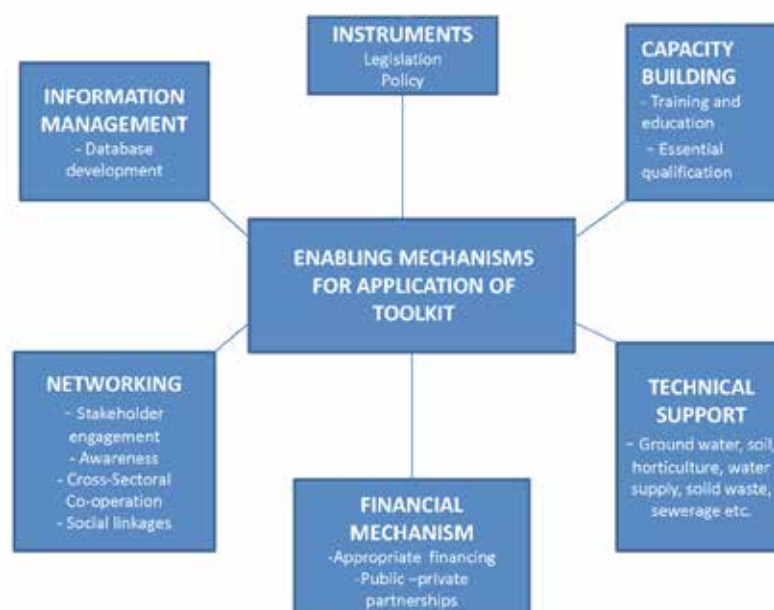 INSTRUMENTS
Legislation
Policy
CAPACITY
BUILDING
- Training and
education
- Essential
qualification
INFORMATION
MANAGEMENT
- Database
development
ENABLING MECHANISMS
FOR APPLICATION OF
TOOLKIT
NETWORKING
- Stakeholder
engagement
- Awareness
- Cross-Sectoral
Co-operation
- Social linkages
FINANCIAL
MECHANISM
-Appropriate financing
-Public –private
partnerships
TECHNICAL
SUPPORT
- Ground water, soil,
horticulture, water
supply, solid waste,
sewerage etc.